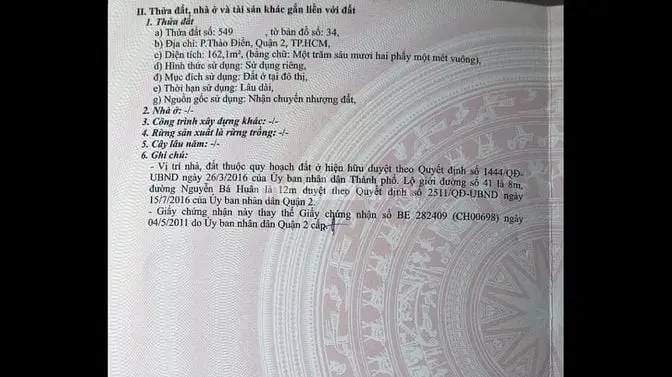 II. Thửa đất, nhà ở và tài sản khác gắn liền với đất
1. Thửa đất
a) Thửa đất số: 549 , tờ bản đồ số: 34,
b) Địa chỉ: P.Thảo Điền, Quận 2, TP.HCM,
c) Diện tích: 162,1m², (bằng chữ: Một trăm sáu mươi hai phẩy một mét vuông),
d) Hình thức sử dụng: Sử dụng riêng,
đ) Mục đích sử dụng: Đất ở tại đô thị,
e) Thời hạn sử dụng: Lâu dài,
g) Nguồn gốc sử dụng: Nhận chuyển nhượng đất,
2. Nhà ở: -/-
3. Công trình xây dựng khác: -/-
4. Rừng sản xuất là rừng trồng: -/-
5. Cây lâu năm: -/-
6. Ghi chú:
- Vị trí nhà, đất thuộc quy hoạch đất ở hiện hữu duyệt theo Quyết định số 1444/QĐ-
UBND ngày 26/3/2016 của Ủy ban nhân dân Thành phố. Lộ giới đường số 41 là 8m,
đường Nguyễn Bá Huân là 12m duyệt theo Quyết định số 2511/QĐ-UBND ngày
15/7/2016 của Ủy ban nhân dân Quận 2.
- Giấy chứng nhận này thay thế Giấy chứng nhận số BE 282409 (CH00698) ngày
04/5/2011 do Ủy ban nhân dân Quận 2 cấp.